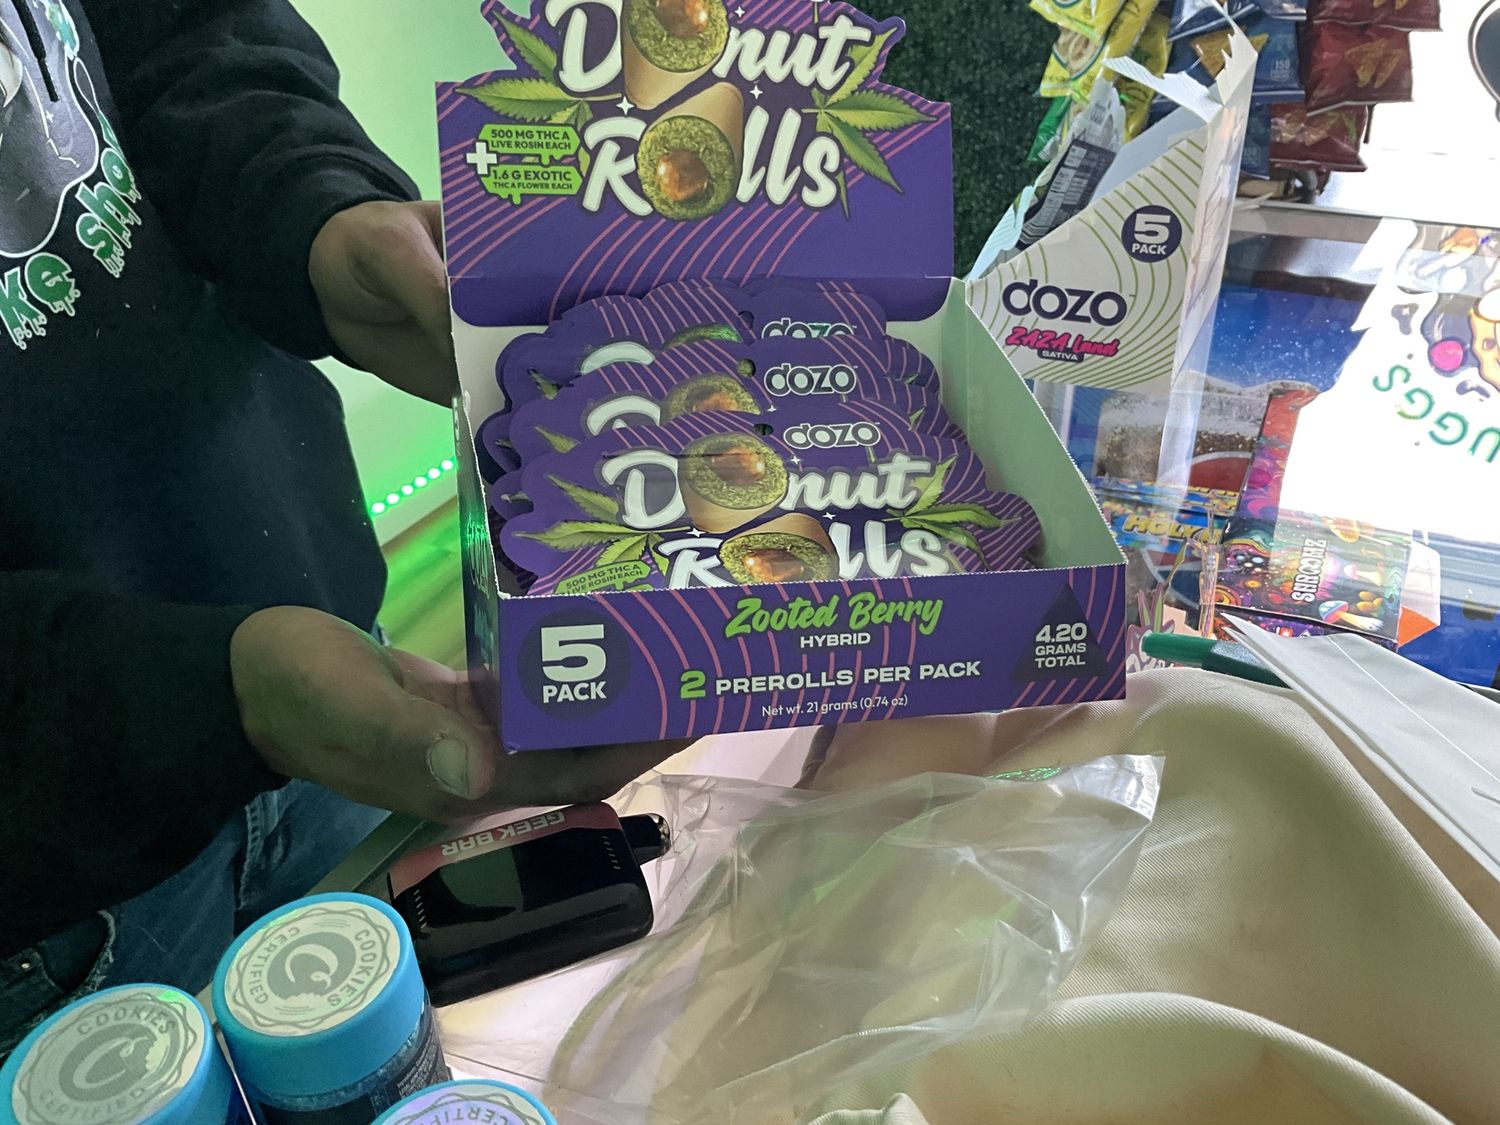 Donut
Rolls
500 MG THC A
LIVE ROSIN EACH
+
1.6 G EXOTIC
THC A FLOWER EACH
5
PACK
dozo
ZAZA Land
SATIVA
dozo
dozo
dozo
Donut
Rolls
500 MG THC A
LIVE ROSIN EACH
5
PACK
Zooted Berry
HYBRID
2 PREROLLS PER PACK
Net wt. 21 grams (0.74 oz)
4.20
GRAMS
TOTAL
GEEK BAR
COOKIES
C
CERTIFIED
COOKIES
C
CERTIFIED
CERTIFIED
HOLY
150